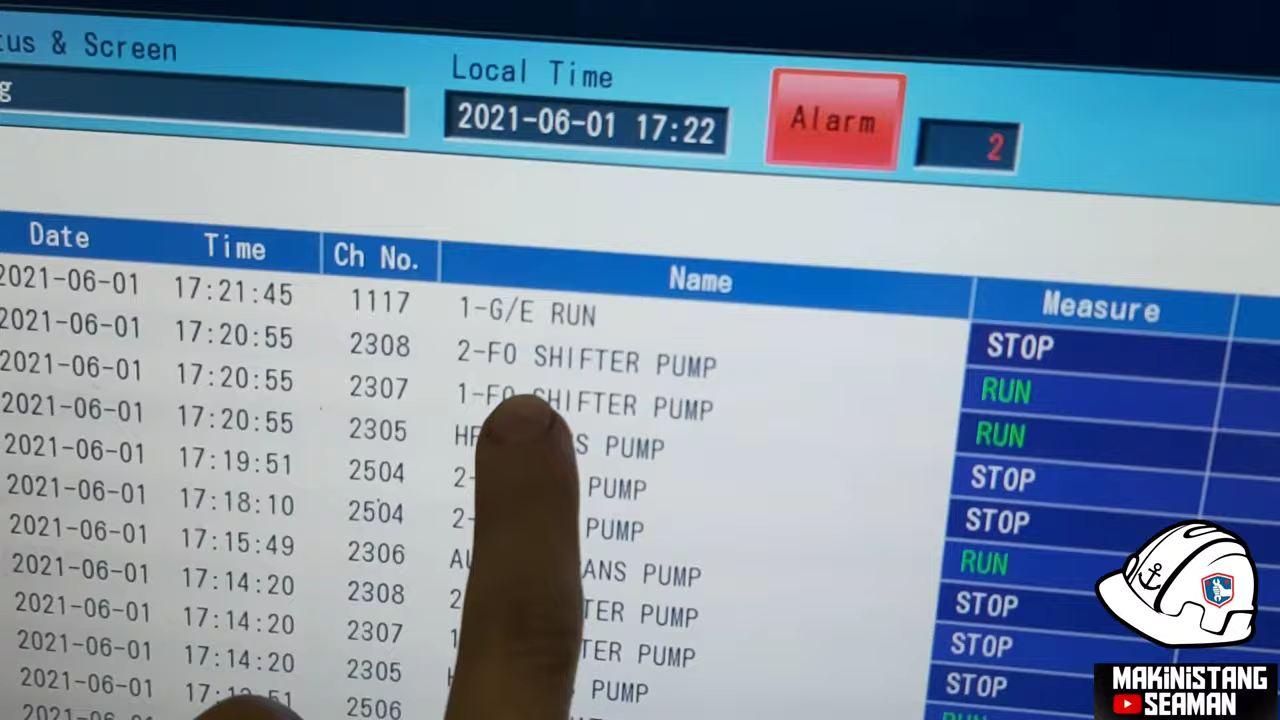 Screen
Local Time
2021-06-01 17:22
Alarm
2
Date Time Ch No. Name Measure
2021-06-01 17:21:45 1117 1-G/E RUN STOP
2021-06-01 17:20:55 2308 2-FO SHIFTER PUMP RUN
2021-06-01 17:20:55 2307 1-FO SHIFTER PUMP RUN
2021-06-01 17:20:55 2305 PUMP STOP
2021-06-01 17:19:51 2504 PUMP STOP
2021-06-01 17:18:10 2504 PUMP RUN
2021-06-01 17:15:49 2306 PUMP STOP
2021-06-01 17:14:20 2308 PUMP STOP
2021-06-01 17:14:20 2307 PUMP STOP
2021-06-01 17:14:20 2305 PUMP RUN
2021-06-01 2506
MAKINISTANG
SEAMAN